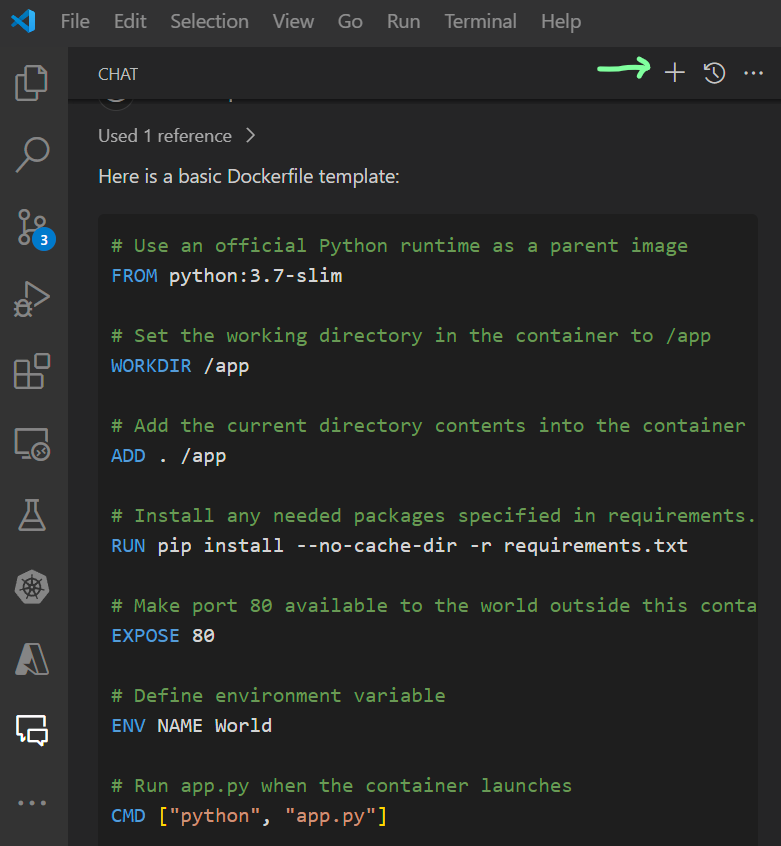 File Edit Selection View Go Run Terminal Help
CHAT
Used 1 reference
Here is a basic Dockerfile template:
# Use an official Python runtime as a parent image
FROM python:3.7-slim
# Set the working directory in the container to /app
WORKDIR /app
# Add the current directory contents into the container
ADD . /app
# Install any needed packages specified in requirements.
RUN pip install --no-cache-dir -r requirements.txt
# Make port 80 available to the world outside this conta
EXPOSE 80
# Define environment variable
ENV NAME World
# Run app.py when the container launches
CMD ["python", "app.py"]
3